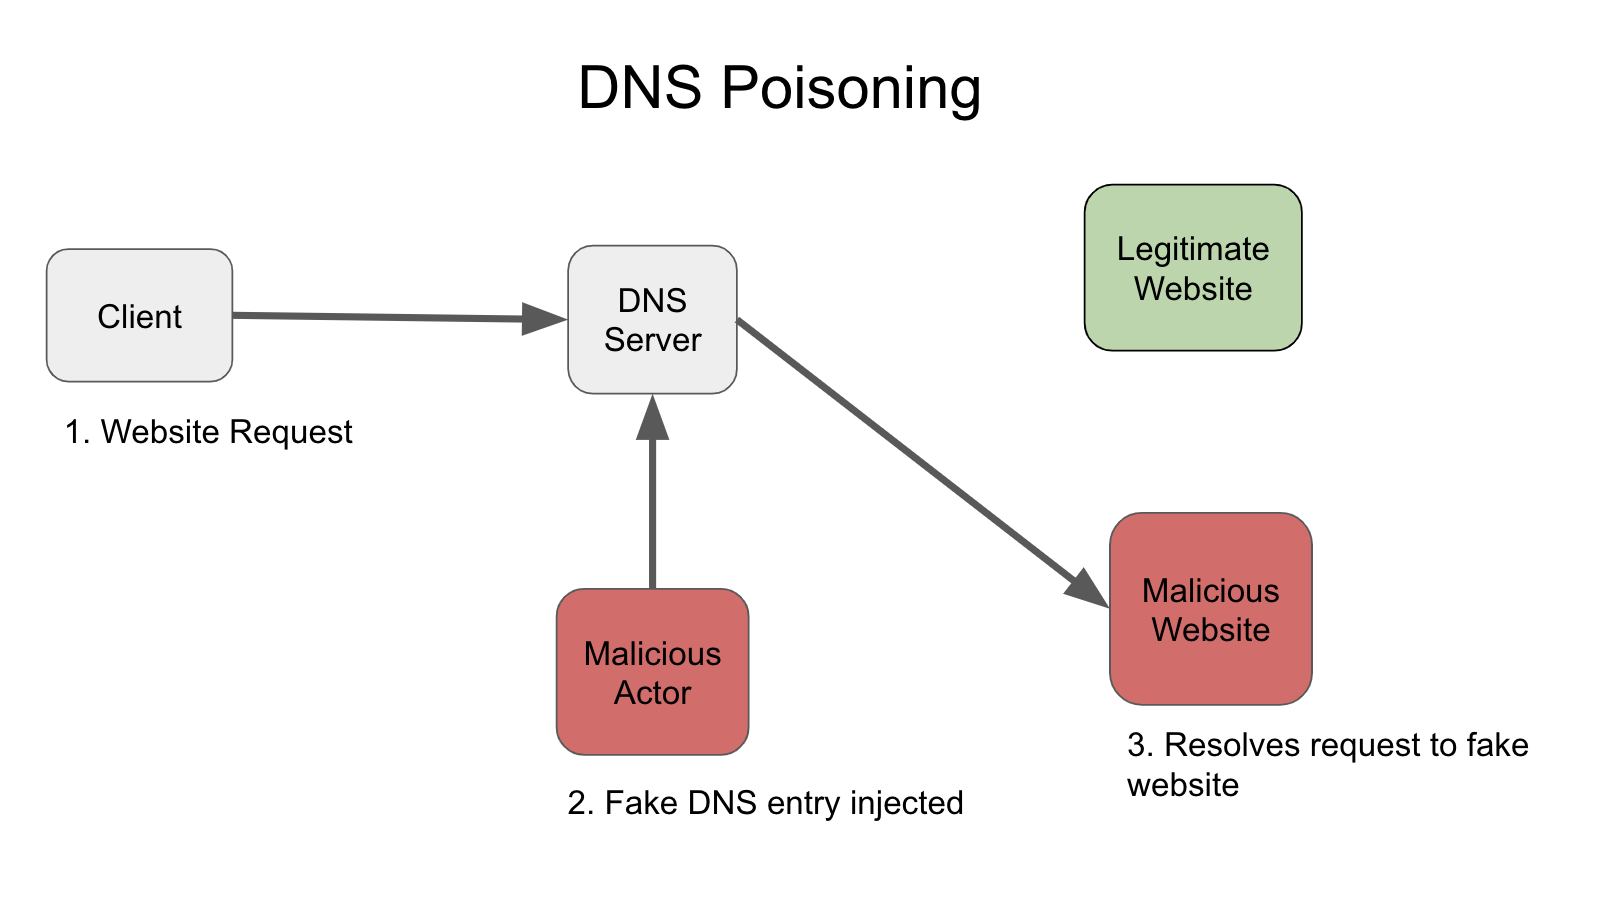 DNS Poisoning
Legitimate
Website
Client
DNS
Server
1. Website Request
Malicious
Actor
Malicious
Website
2. Fake DNS entry injected
3. Resolves request to fake
website